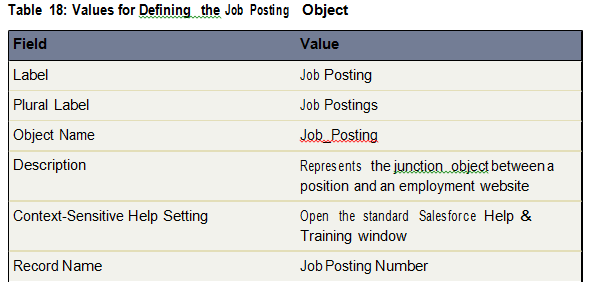 Table 18: Values for Defining the Job Posting Object
Field Value
Label Job Posting
Plural Label Job Postings
Object Name Job_Posting
Description Represents the junction object between a
position and an employment website
Context-Sensitive Help Setting Open the standard Salesforce Help &
Training window
Record Name Job Posting Number